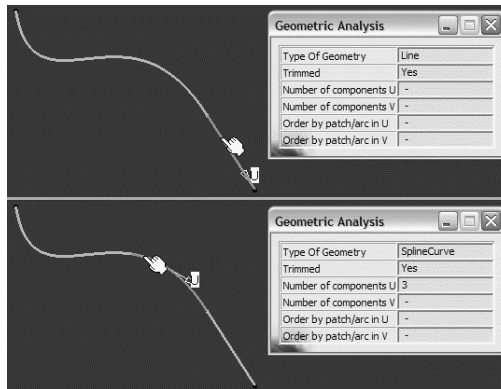 Geometric Analysis
Type Of Geometry Line
Trimmed Yes
Number of components U -
Number of components V -
Order by patch/arc in U -
Order by patch/arc in V -
U
Geometric Analysis
Type Of Geometry SplineCurve
Trimmed Yes
Number of components U 3
Number of components V -
Order by patch/arc in U -
Order by patch/arc in V -
U